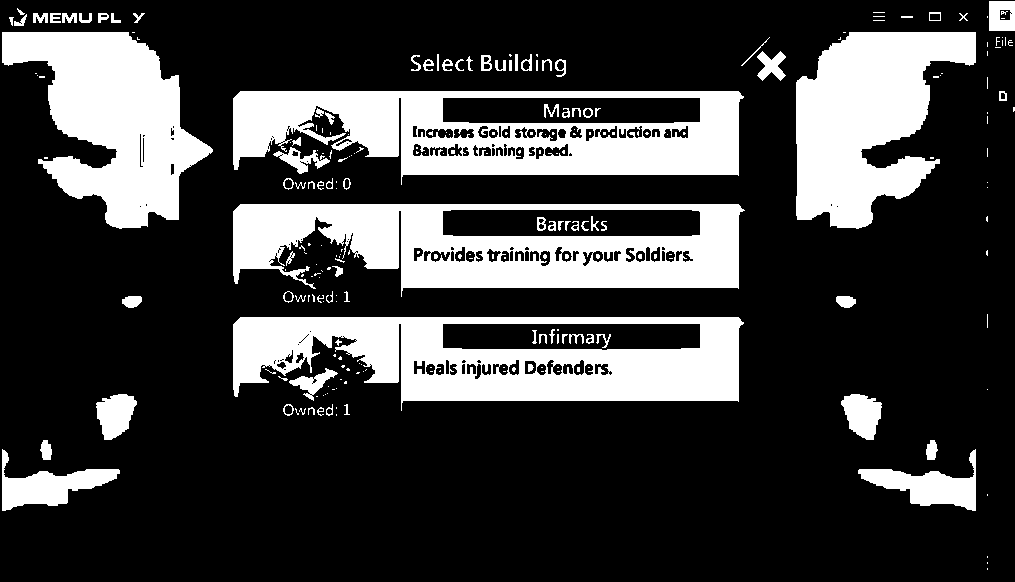 MEMU PL Y
File
Select Building
Manor
Increases Gold storage & production and
Barracks training speed.
Owned: 0
Barracks
Provides training for your Soldiers.
Owned: 1
Infirmary
Heals injured Defenders.
Owned: 1